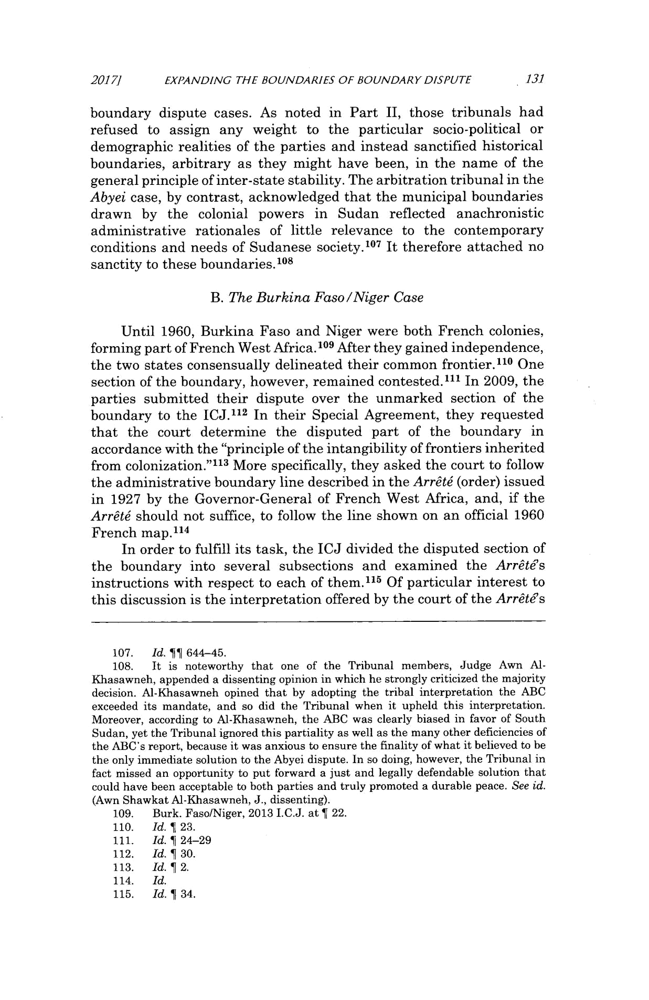 2017] EXPANDING THE BOUNDARIES OF BOUNDARY DISPUTE 131
boundary dispute cases. As noted in Part II, those tribunals had
refused to assign any weight to the particular socio-political or
demographic realities of the parties and instead sanctified historical
boundaries, arbitrary as they might have been, in the name of the
general principle of inter-state stability. The arbitration tribunal in the
Abyei case, by contrast, acknowledged that the municipal boundaries
drawn by the colonial powers in Sudan reflected anachronistic
administrative rationales of little relevance to the contemporary
conditions and needs of Sudanese society.107 It therefore attached no
sanctity to these boundaries.108
B. The Burkina Faso/Niger Case
Until 1960, Burkina Faso and Niger were both French colonies,
forming part of French West Africa.109 After they gained independence,
the two states consensually delineated their common frontier.110 One
section of the boundary, however, remained contested.111 In 2009, the
parties submitted their dispute over the unmarked section of the
boundary to the ICJ.112 In their Special Agreement, they requested
that the court determine the disputed part of the boundary in
accordance with the “principle of the intangibility of frontiers inherited
from colonization.”113 More specifically, they asked the court to follow
the administrative boundary line described in the Arrêté (order) issued
in 1927 by the Governor-General of French West Africa, and, if the
Arrêté should not suffice, to follow the line shown on an official 1960
French map.114
In order to fulfill its task, the ICJ divided the disputed section of
the boundary into several subsections and examined the Arrêté's
instructions with respect to each of them.115 Of particular interest to
this discussion is the interpretation offered by the court of the Arrêté's
107. Id. ¶¶ 644–45.
108. It is noteworthy that one of the Tribunal members, Judge Awn Al-
Khasawneh, appended a dissenting opinion in which he strongly criticized the majority
decision. Al-Khasawneh opined that by adopting the tribal interpretation the ABC
exceeded its mandate, and so did the Tribunal when it upheld this interpretation.
Moreover, according to Al-Khasawneh, the ABC was clearly biased in favor of South
Sudan, yet the Tribunal ignored this partiality as well as the many other deficiencies of
the ABC's report, because it was anxious to ensure the finality of what it believed to be
the only immediate solution to the Abyei dispute. In so doing, however, the Tribunal in
fact missed an opportunity to put forward a just and legally defendable solution that
could have been acceptable to both parties and truly promoted a durable peace. See id.
(Awn Shawkat Al-Khasawneh, J., dissenting).
109. Burk. Faso/Niger, 2013 I.C.J. at ¶ 22.
110. Id. ¶ 23.
111. Id. ¶ 24–29
112. Id. ¶ 30.
113. Id. ¶ 2.
114. Id.
115. Id. ¶ 34.